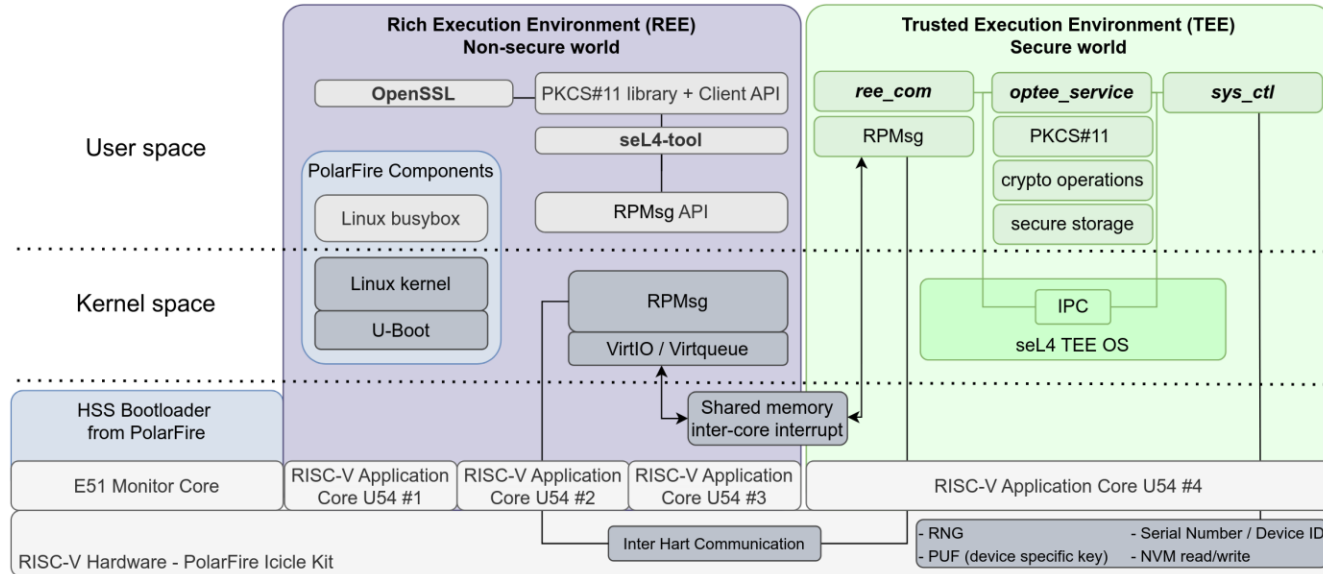 Rich Execution Environment (REE)
Non-secure world
Trusted Execution Environment (TEE)
Secure world
User space
OpenSSL
PKCS#11 library + Client API
seL4-tool
PolarFire Components
Linux busybox
RPMsg API
ree_com
optee_service
sys_ctl
RPMsg
PKCS#11
crypto operations
secure storage
Kernel space
Linux kernel
U-Boot
RPMsg
VirtIO / Virtqueue
IPC
seL4 TEE OS
HSS Bootloader
from PolarFire
Shared memory
inter-core interrupt
E51 Monitor Core
RISC-V Application
Core U54 #1
RISC-V Application
Core U54 #2
RISC-V Application
Core U54 #3
RISC-V Application Core U54 #4
RISC-V Hardware - PolarFire Icicle Kit
Inter Hart Communication
- RNG
- PUF (device specific key)
- Serial Number / Device ID
- NVM read/write